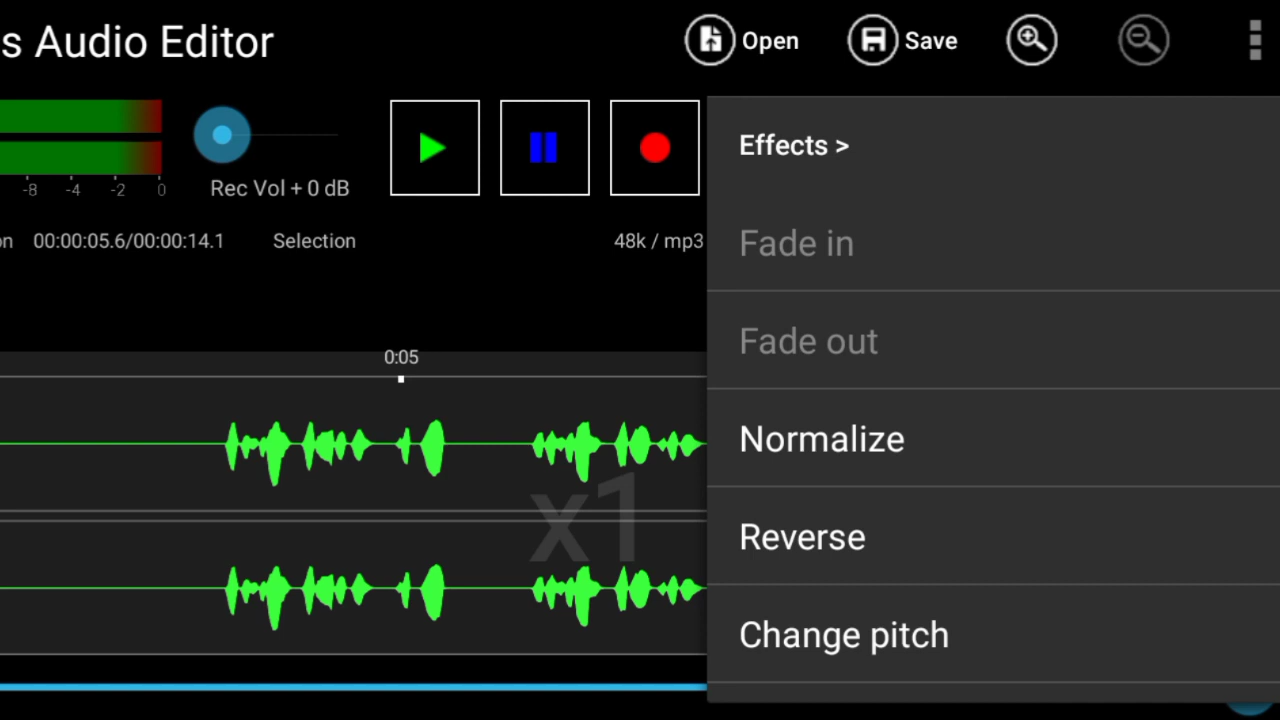 s Audio Editor
Open
Save
-8 -4 -2 0
Rec Vol + 0 dB
on 00:00:05.6/00:00:14.1 Selection 48k / mp3
0:05
x1
Effects >
Fade in
Fade out
Normalize
Reverse
Change pitch